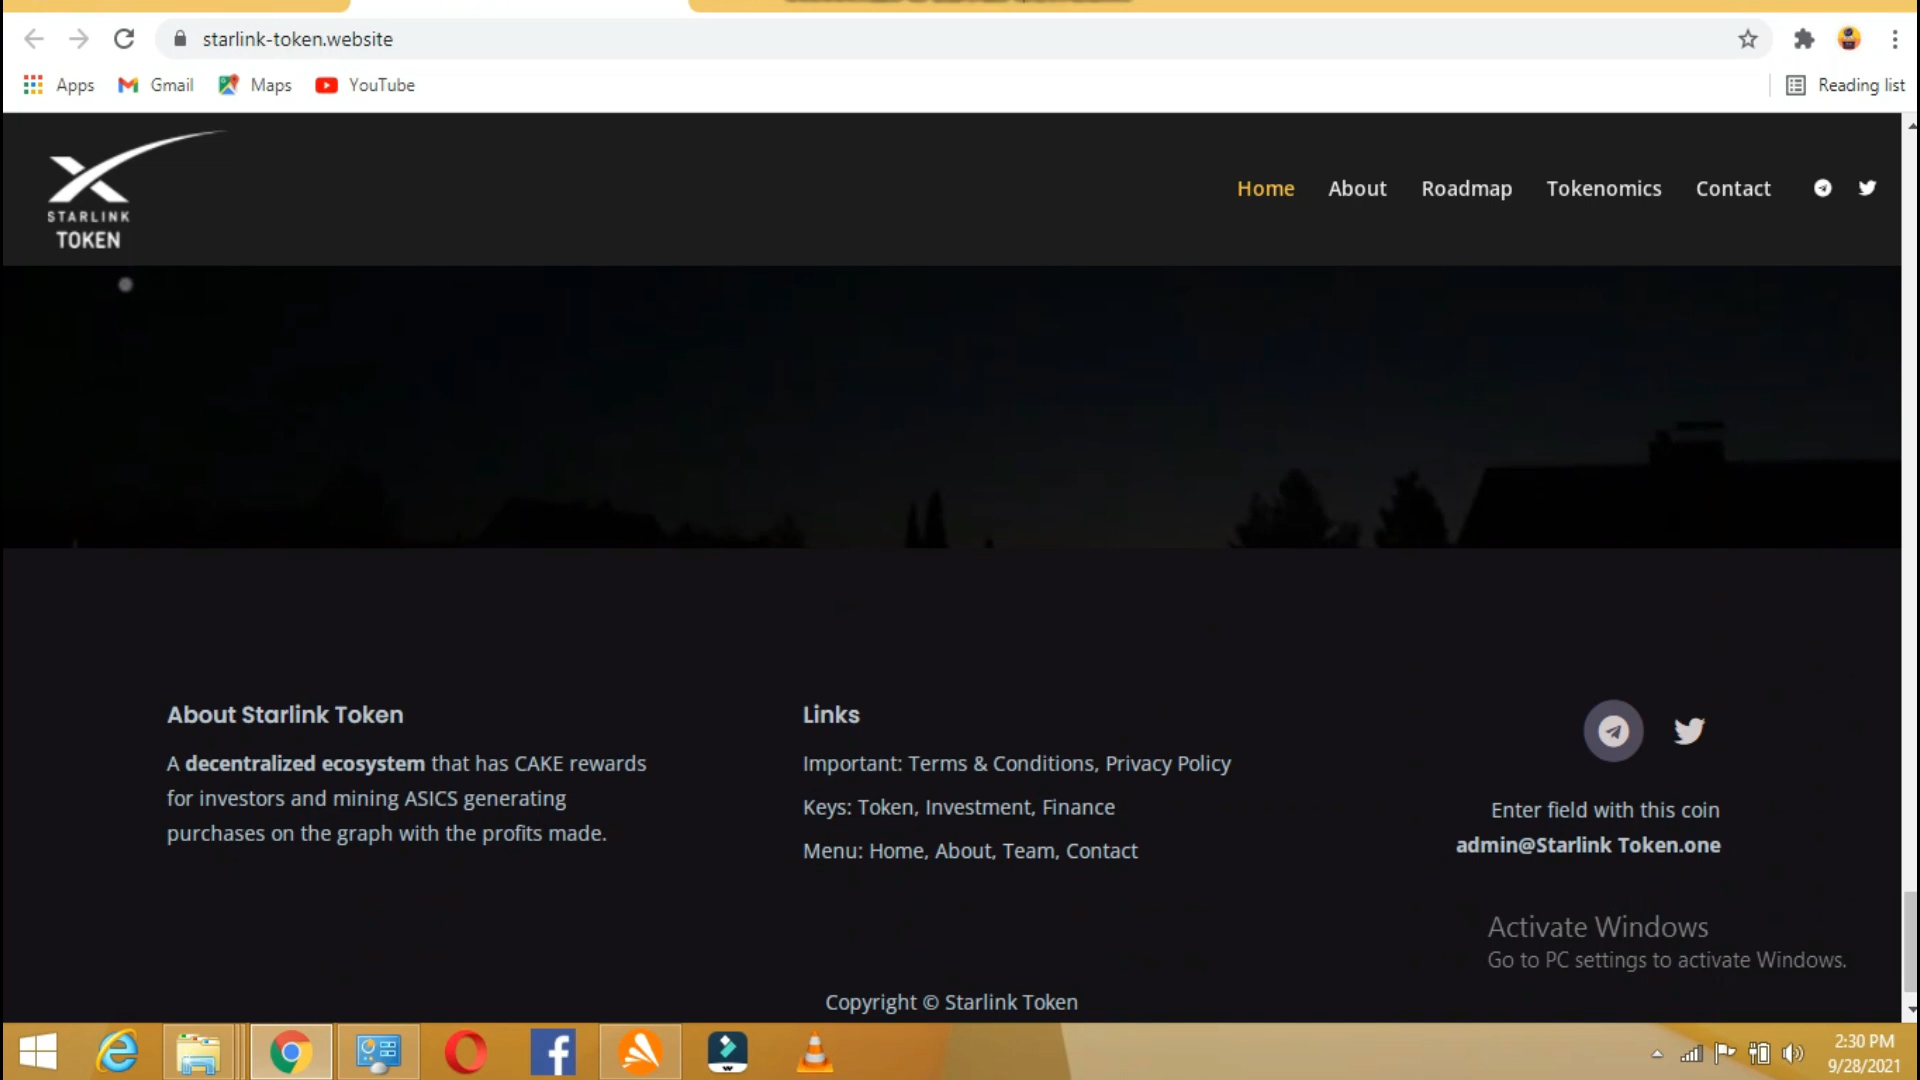 starlink-token.website
Apps
Gmail
Maps
YouTube
Reading list
STARLINK
TOKEN
Home
About
Roadmap
Tokenomics
Contact
About Starlink Token
A decentralized ecosystem that has CAKE rewards
for investors and mining ASICS generating
purchases on the graph with the profits made.
Links
Important: Terms & Conditions, Privacy Policy
Keys: Token, Investment, Finance
Menu: Home, About, Team, Contact
Enter field with this coin
admin@Starlink Token.one
Activate Windows
Go to PC settings to activate Windows.
Copyright © Starlink Token
2:30 PM
9/28/2021